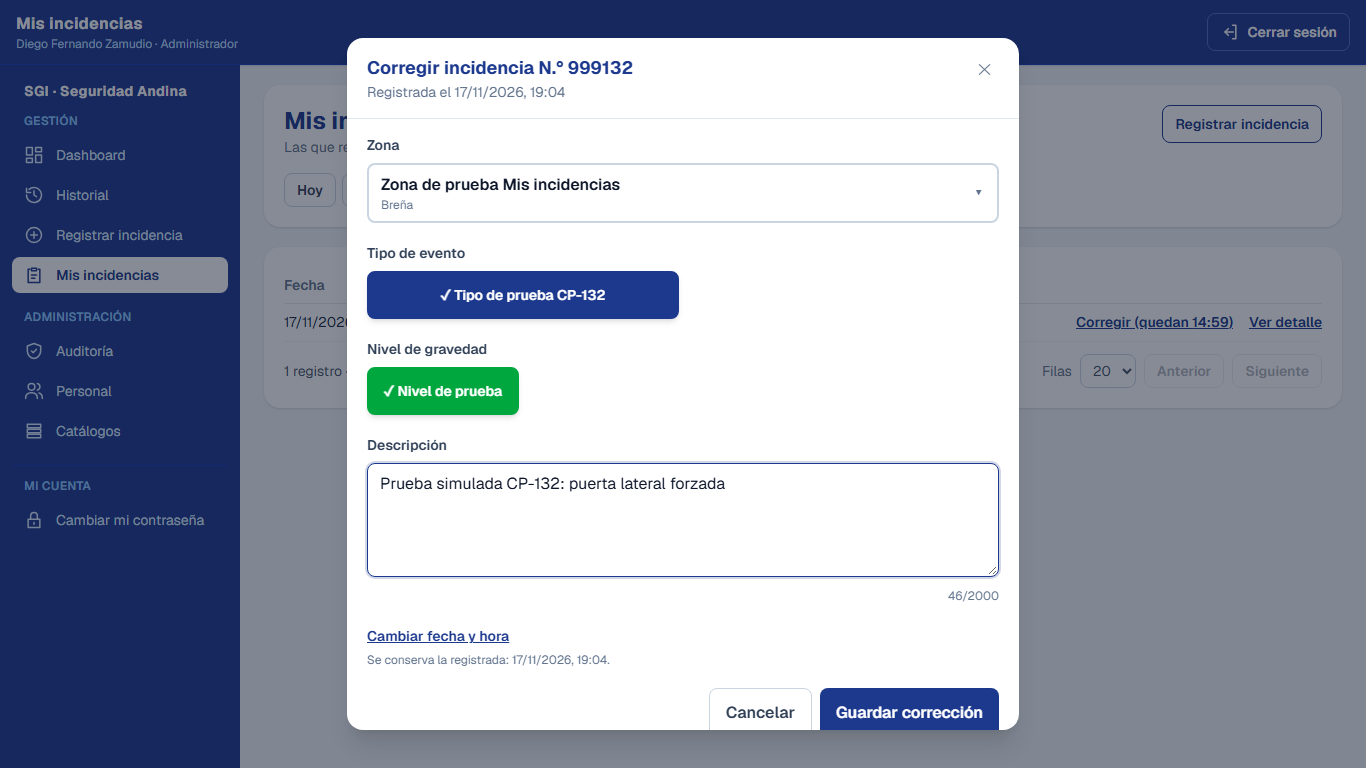 Mis incidencias
Diego Fernando Zamudio · Administrador
Cerrar sesión
SGI · Seguridad Andina
GESTIÓN
Dashboard
Historial
Registrar incidencia
Mis incidencias
ADMINISTRACIÓN
Auditoría
Personal
Catálogos
MI CUENTA
Cambiar mi contraseña
Mis in
Las que re
Registrar incidencia
Hoy
Fecha
17/11/2026
Corregir (quedan 14:59) Ver detalle
1 registro
Filas 20 Anterior Siguiente
Corregir incidencia N.° 999132
Registrada el 17/11/2026, 19:04
Zona
Zona de prueba Mis incidencias
Breña
Tipo de evento
✓ Tipo de prueba CP-132
Nivel de gravedad
✓ Nivel de prueba
Descripción
Prueba simulada CP-132: puerta lateral forzada
46/2000
Cambiar fecha y hora
Se conserva la registrada: 17/11/2026, 19:04.
Cancelar Guardar corrección